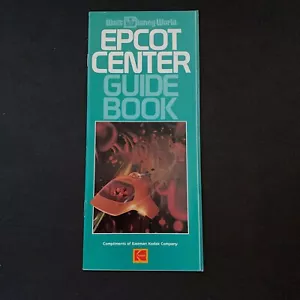 Walt Disney World
EPCOT
CENTER
GUIDE
BOOK
Compliments of Eastman Kodak Company